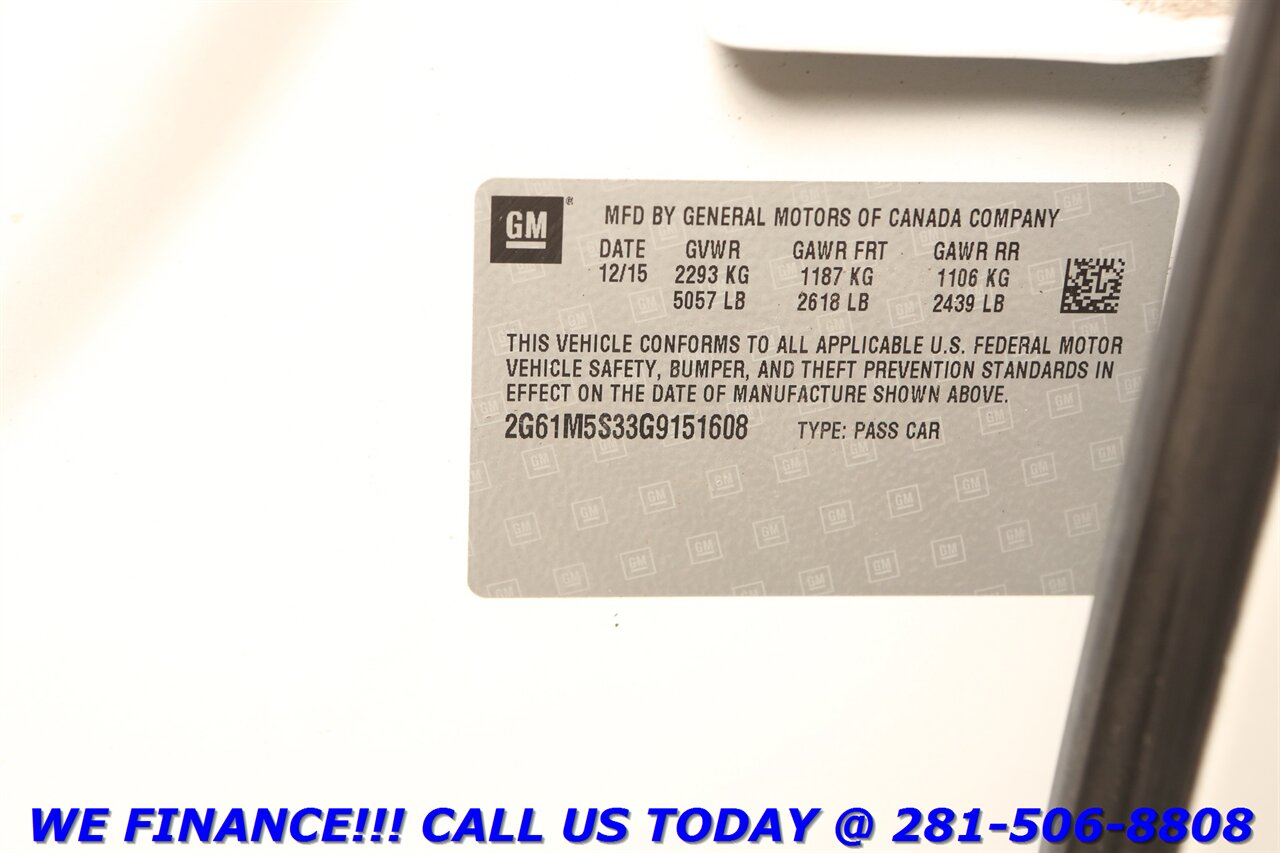 GM
MFD BY GENERAL MOTORS OF CANADA COMPANY
DATE GVWR GAWR FRT GAWR RR
12/15 2293 KG 1187 KG 1106 KG
5057 LB 2618 LB 2439 LB
THIS VEHICLE CONFORMS TO ALL APPLICABLE U.S. FEDERAL MOTOR
VEHICLE SAFETY, BUMPER, AND THEFT PREVENTION STANDARDS IN
EFFECT ON THE DATE OF MANUFACTURE SHOWN ABOVE.
2G61M5S33G9151608 TYPE: PASS CAR
WE FINANCE!!! CALL US TODAY @ 281-506-8808